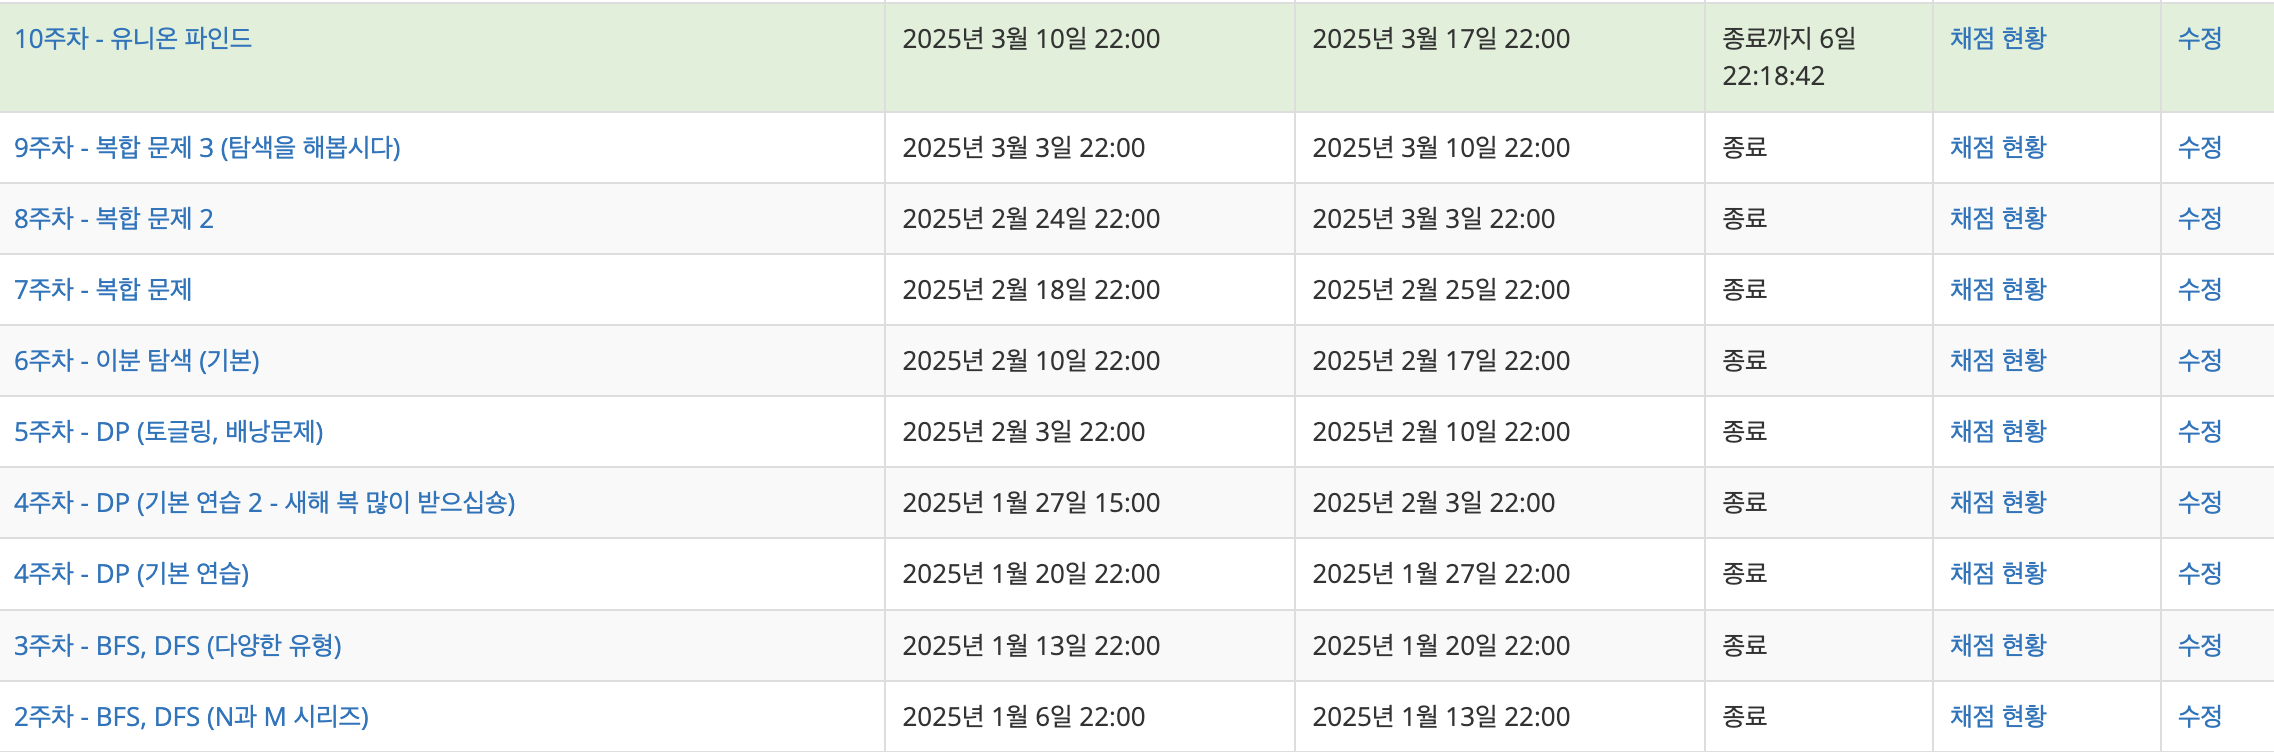 10주차 - 유니온 파인드 2025년 3월 10일 22:00 2025년 3월 17일 22:00 종료까지 6일 채점 현황 수정
22:18:42
9주차 - 복합 문제 3 (탐색을 해봅시다) 2025년 3월 3일 22:00 2025년 3월 10일 22:00 종료 채점 현황 수정
8주차 - 복합 문제 2 2025년 2월 24일 22:00 2025년 3월 3일 22:00 종료 채점 현황 수정
7주차 - 복합 문제 2025년 2월 18일 22:00 2025년 2월 25일 22:00 종료 채점 현황 수정
6주차 - 이분 탐색 (기본) 2025년 2월 10일 22:00 2025년 2월 17일 22:00 종료 채점 현황 수정
5주차 - DP (토글링, 배낭문제) 2025년 2월 3일 22:00 2025년 2월 10일 22:00 종료 채점 현황 수정
4주차 - DP (기본 연습 2 - 새해 복 많이 받으십숑) 2025년 1월 27일 15:00 2025년 2월 3일 22:00 종료 채점 현황 수정
4주차 - DP (기본 연습) 2025년 1월 20일 22:00 2025년 1월 27일 22:00 종료 채점 현황 수정
3주차 - BFS, DFS (다양한 유형) 2025년 1월 13일 22:00 2025년 1월 20일 22:00 종료 채점 현황 수정
2주차 - BFS, DFS (N과 M 시리즈) 2025년 1월 6일 22:00 2025년 1월 13일 22:00 종료 채점 현황 수정